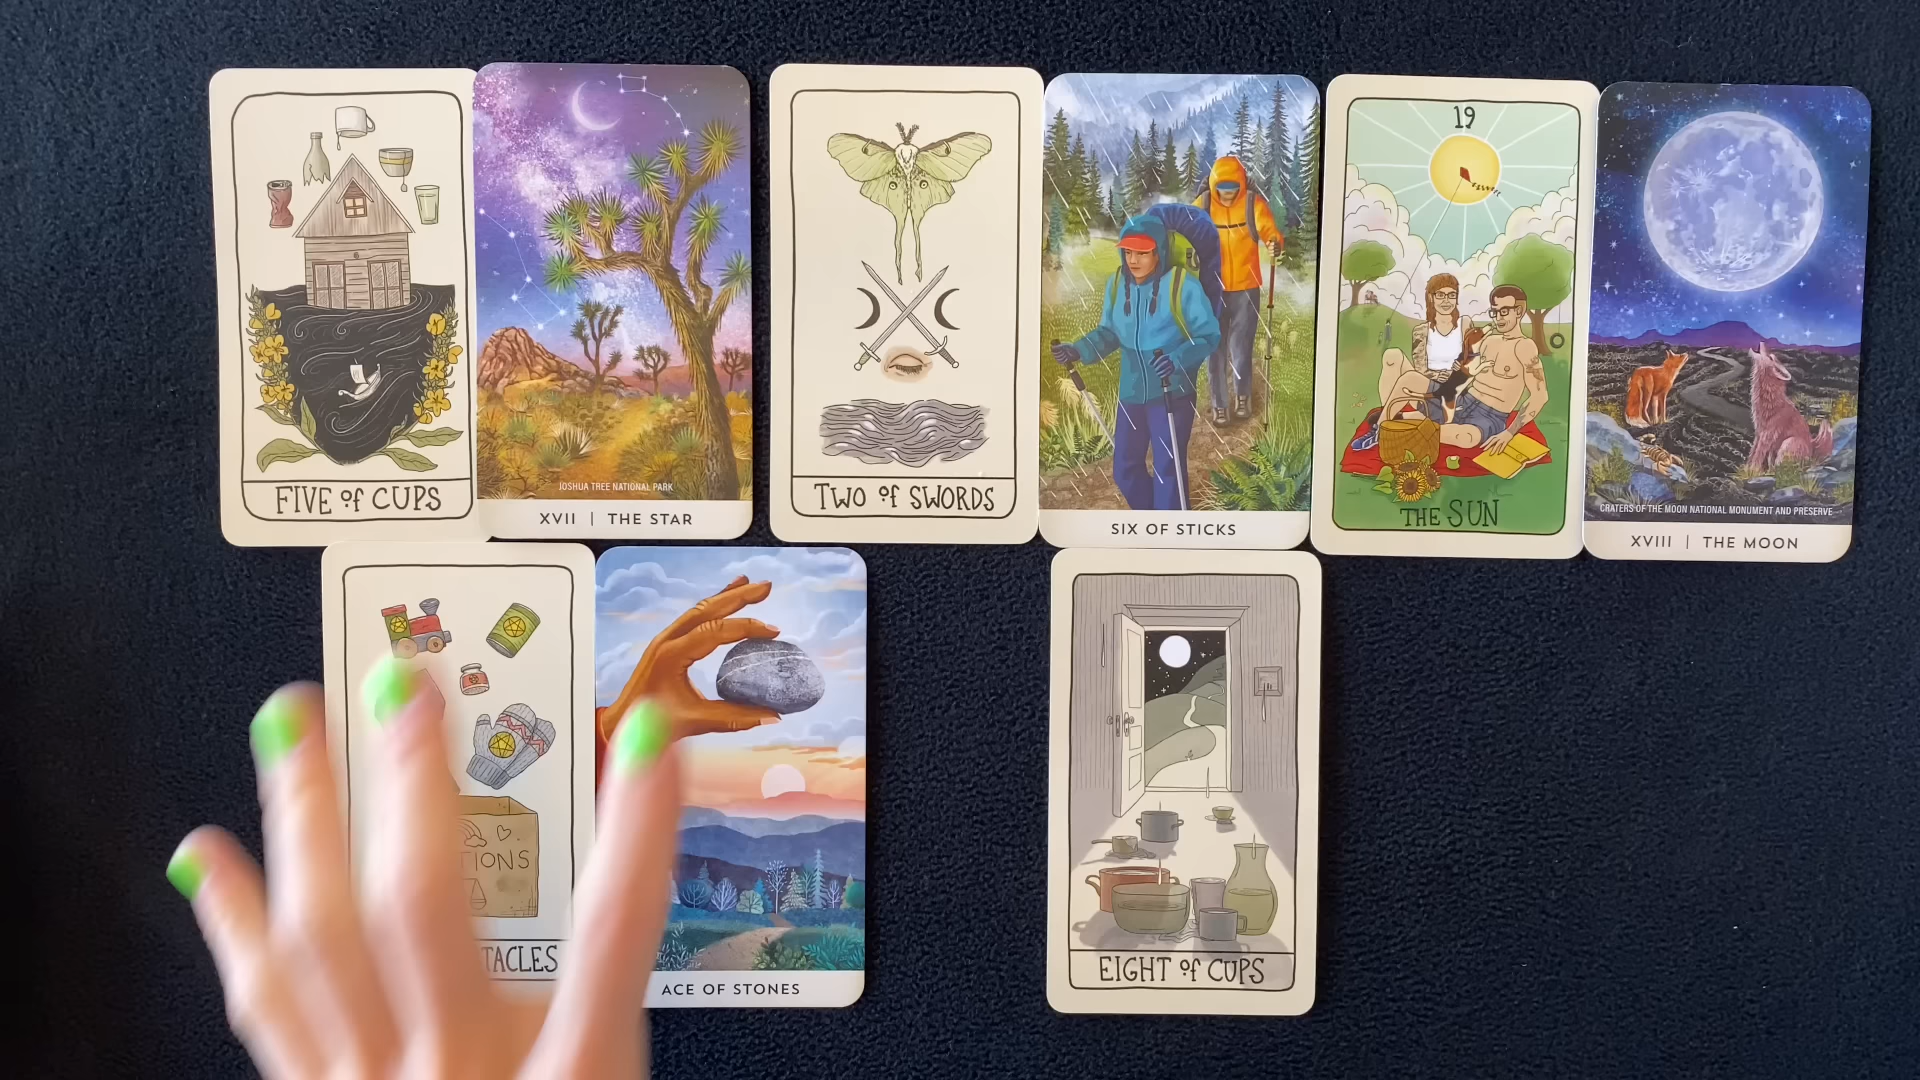 FIVE of CUPS
JOSHUA TREE NATIONAL PARK
XVII | THE STAR
TWO of SWORDS
SIX OF STICKS
19
THE SUN
CRATERS OF THE MOON NATIONAL MONUMENT AND PRESERVE
XVIII | THE MOON
TIONS
TACLES
ACE OF STONES
EIGHT of CUPS